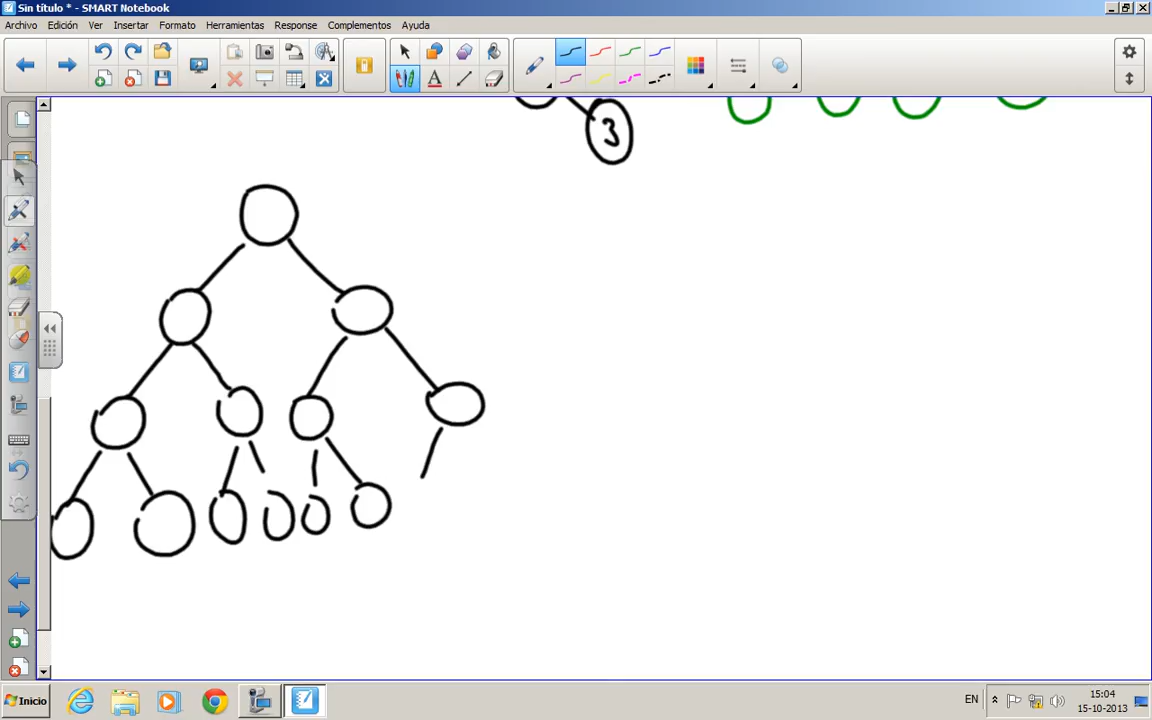 Sin título * - SMART Notebook
Archivo Edición Ver Insertar Formato Herramientas Response Complementos Ayuda
3
Inicio
EN
15:04
15-10-2013